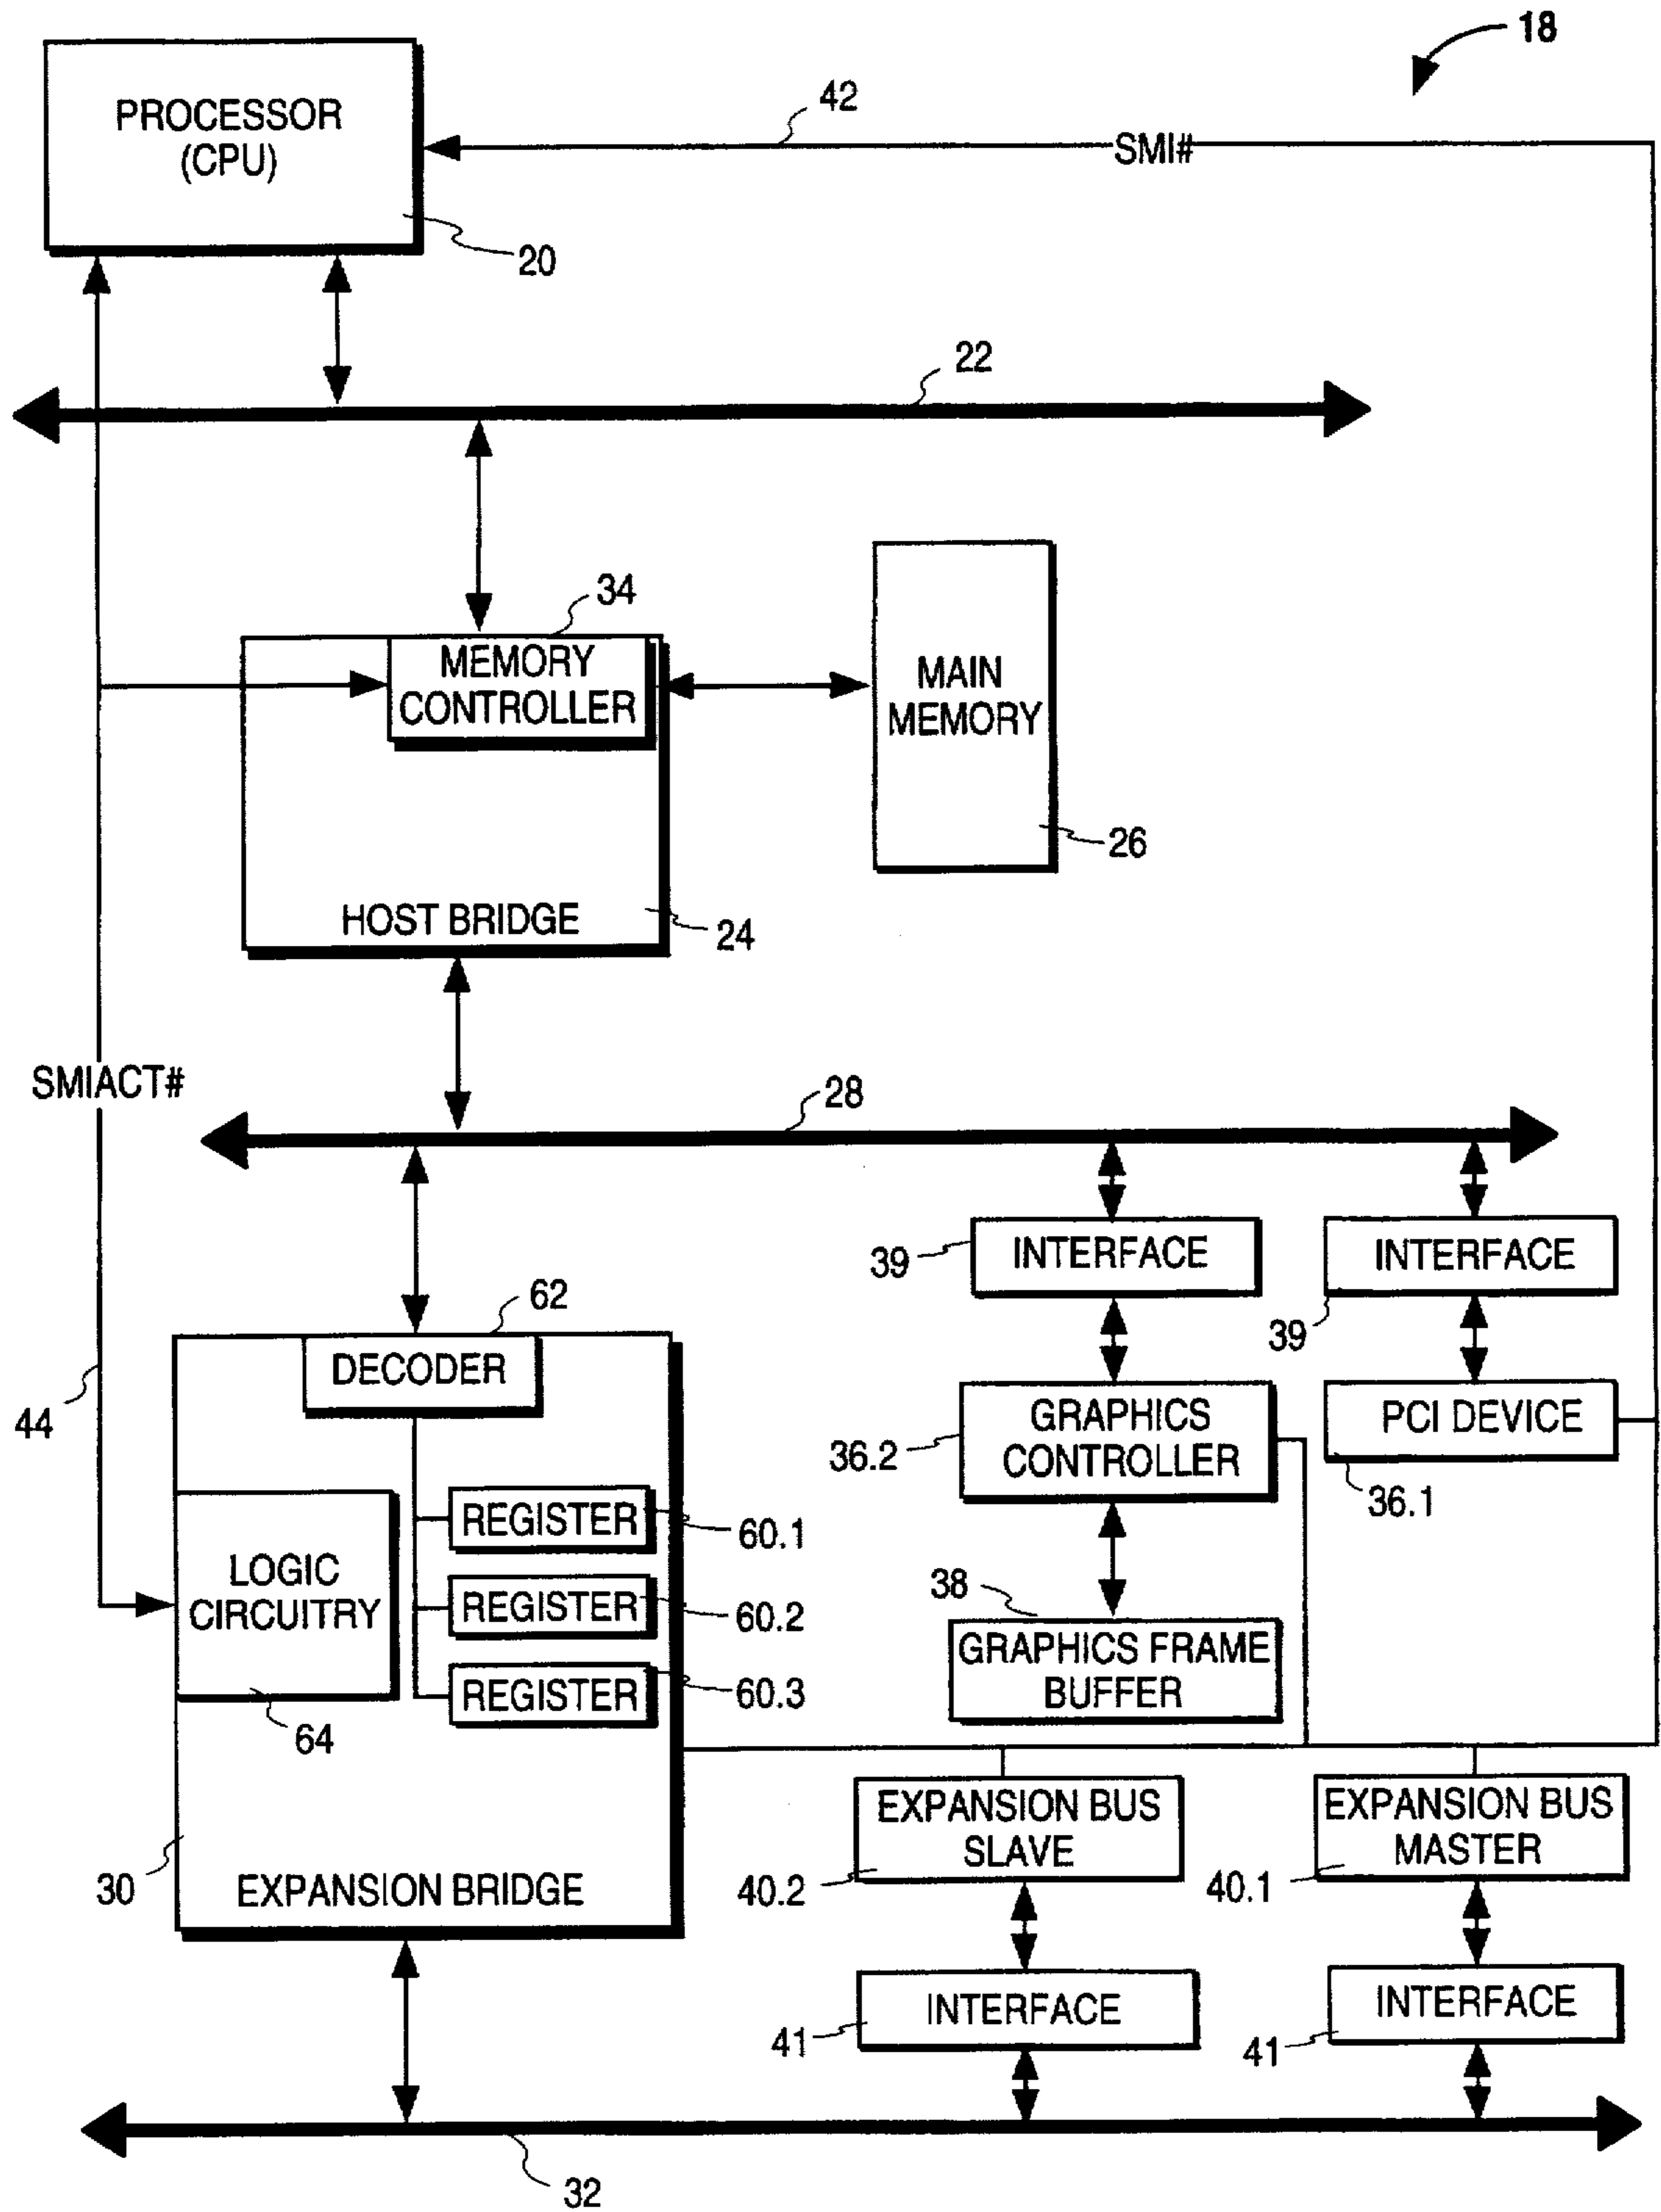 18
PROCESSOR
(CPU)
42
SMI#
20
22
34
MEMORY
CONTROLLER
MAIN
MEMORY
26
HOST BRIDGE
24
SMIACT#
28
39
INTERFACE
INTERFACE
39
62
DECODER
44
36.2
GRAPHICS
CONTROLLER
PCI DEVICE
36.1
REGISTER
60.1
LOGIC
CIRCUITRY
REGISTER
60.2
38
GRAPHICS FRAME
BUFFER
REGISTER
60.3
64
EXPANSION BUS
SLAVE
40.2
EXPANSION BUS
MASTER
40.1
30
EXPANSION BRIDGE
INTERFACE
41
INTERFACE
41
32